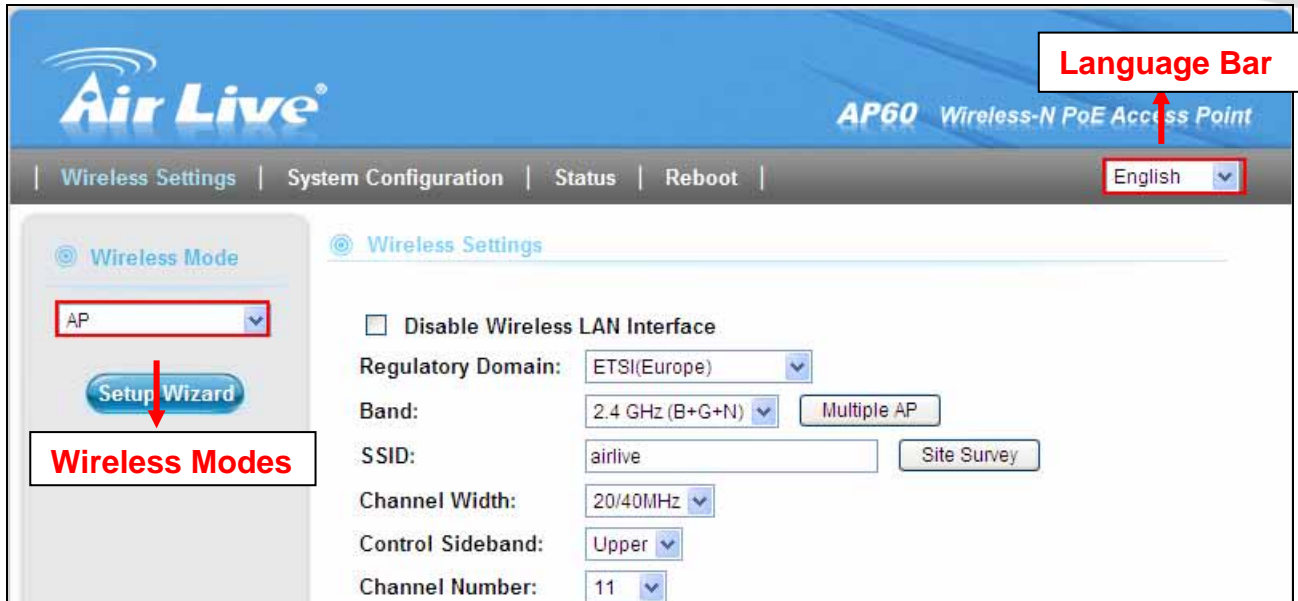 Air Live®
Language Bar
AP60 Wireless-N PoE Access Point
| Wireless Settings | System Configuration | Status | Reboot |
English
Wireless Mode
AP
Setup Wizard
Wireless Modes
Wireless Settings
Disable Wireless LAN Interface
Regulatory Domain: ETSI(Europe)
Band: 2.4 GHz (B+G+N) Multiple AP
SSID: airlive Site Survey
Channel Width: 20/40MHz
Control Sideband: Upper
Channel Number: 11